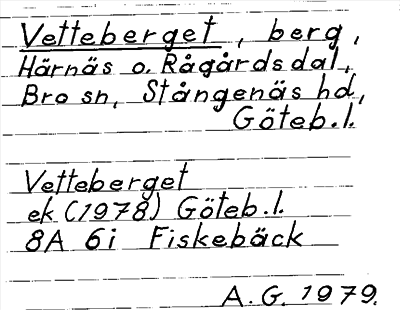 Vetteberget, berg,
Härnäs o. Rågårdsdal,
Bro sn, Stångenäs hd,
Göteb. l.
Vetteberget
ek (1978) Göteb. l.
8A 6i Fiskebäck
A. G. 1979.